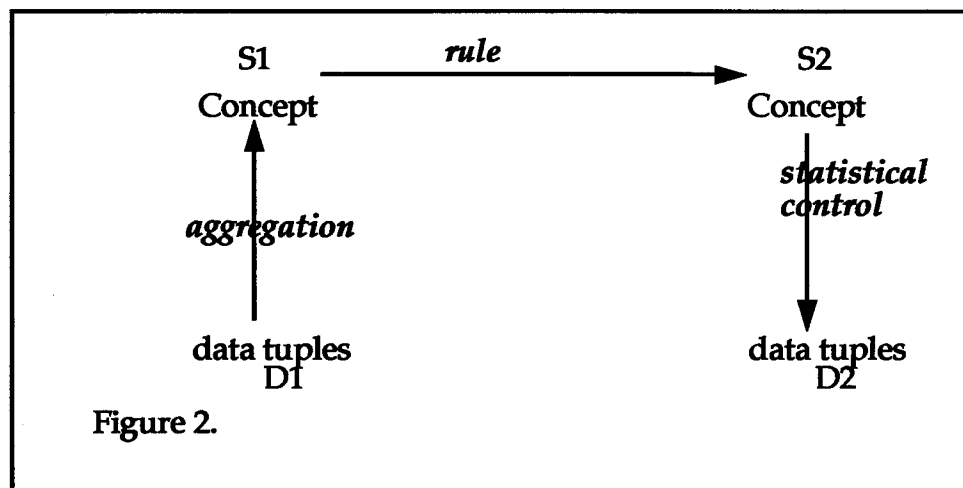 S1 rule S2
Concept Concept
statistical
control
aggregation
data tuples data tuples
D1 D2
Figure 2.